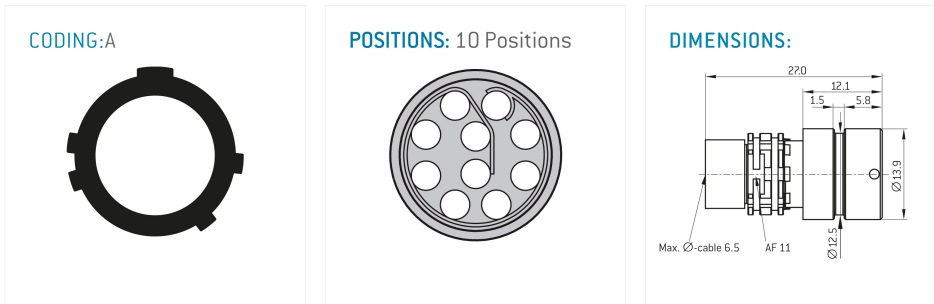 CODING:A
POSITIONS: 10 Positions
DIMENSIONS:
27.0
12.1
1.5
5.8
Ø13.9
Ø12.5
Max. Ø-cable 6.5
AF 11